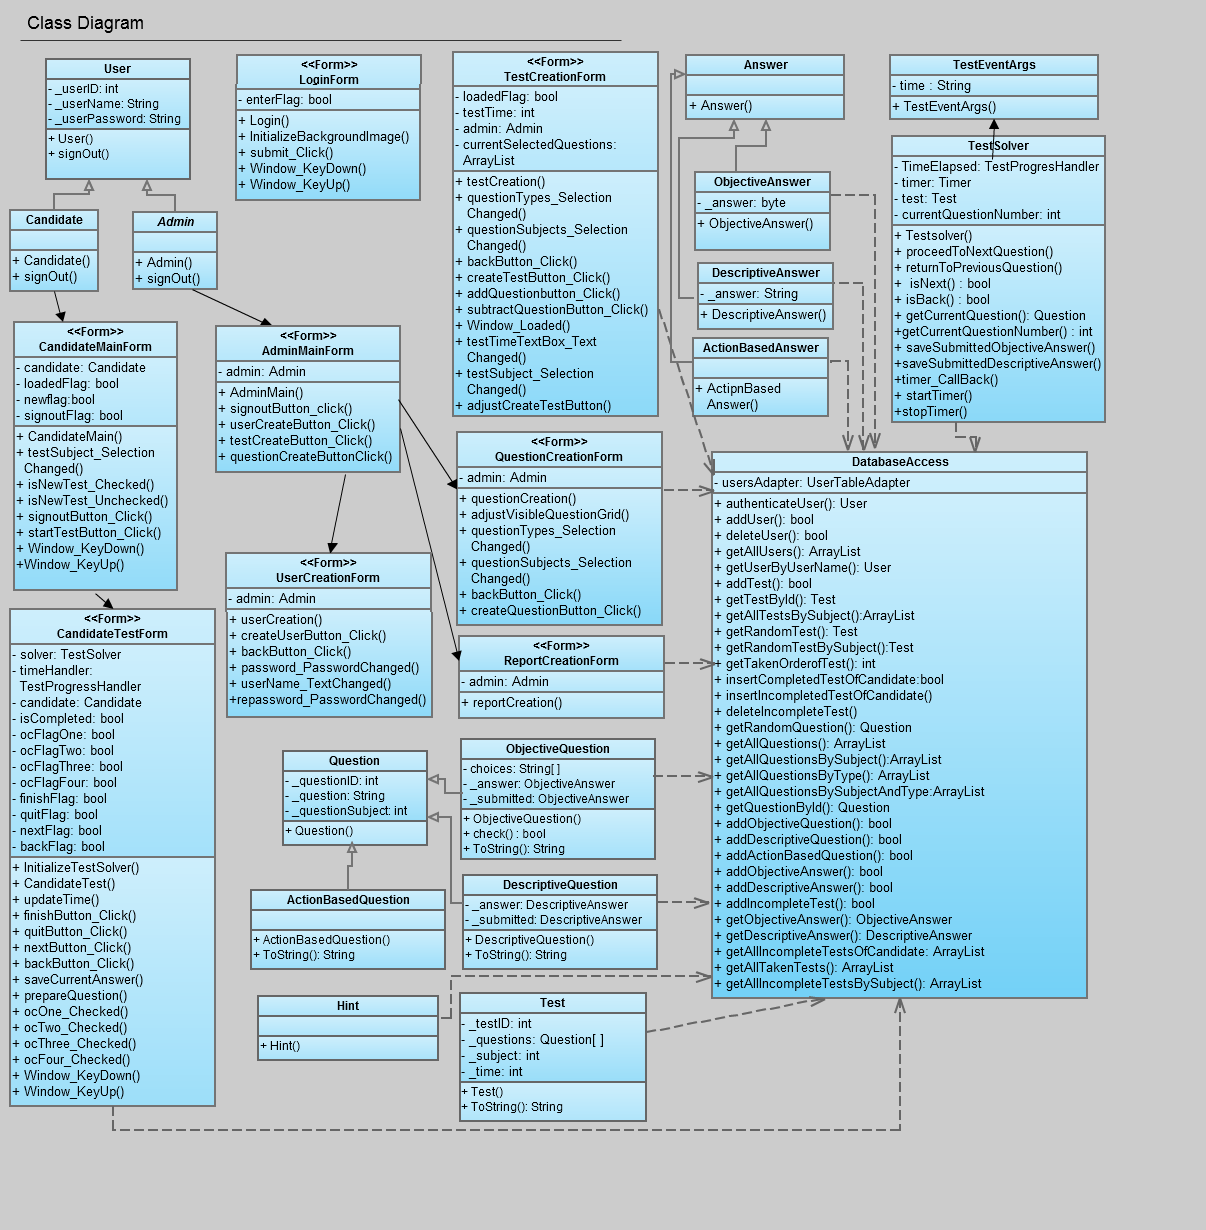 Class Diagram
User
- _userID: int
- _userName: String
- _userPassword: String
+ User()
+ signOut()
<<Form>>
LoginForm
- enterFlag: bool
+ Login()
+ InitializeBackgroundImage()
+ submit_Click()
+ Window_KeyDown()
+ Window_KeyUp()
<<Form>>
TestCreationForm
- loadedFlag: bool
- testTime: int
- admin: Admin
- currentSelectedQuestions:
ArrayList
+ testCreation()
+ questionTypes_Selection
Changed()
+ questionSubjects_Selection
Changed()
+ backButton_Click()
+ createTestButton_Click()
+ addQuestionbutton_Click()
+ subtractQuestionButton_Click()
+ Window_Loaded()
+ testTimeTextBox_Text
Changed()
+ testSubject_Selection
Changed()
+ adjustCreateTestButton()
Answer
+ Answer()
TestEventArgs
- time : String
+ TestEventArgs()
TestSolver
- TimeElapsed: TestProgresHandler
- timer: Timer
- test: Test
- currentQuestionNumber: int
+ Testsolver()
+ proceedToNextQuestion()
+ returnToPreviousQuestion()
+ isNext() : bool
+ isBack() : bool
+ getCurrentQuestion(): Question
+getCurrentQuestionNumber() : int
+ saveSubmittedObjectiveAnswer()
+saveSubmittedDescriptiveAnswer()
+timer_CallBack()
+ startTimer()
+stopTimer()
ObjectiveAnswer
- _answer: byte
+ ObjectiveAnswer()
DescriptiveAnswer
- _answer: String
+ DescriptiveAnswer()
ActionBasedAnswer
+ ActipnBased
Answer()
Candidate
+ Candidate()
+ signOut()
Admin
+ Admin()
+ signOut()
<<Form>>
CandidateMainForm
- candidate: Candidate
- loadedFlag: bool
- newflag:bool
- signoutFlag: bool
+ CandidateMain()
+ testSubject_Selection
Changed()
+ isNewTest_Checked()
+ isNewTest_Unchecked()
+ signoutButton_Click()
+ startTestButton_Click()
+ Window_KeyDown()
+Window_KeyUp()
<<Form>>
AdminMainForm
- admin: Admin
+ AdminMain()
+ signoutButton_click()
+ userCreateButton_Click()
+ testCreateButton_Click()
+ questionCreateButtonClick()
<<Form>>
QuestionCreationForm
- admin: Admin
+ questionCreation()
+ adjustVisibleQuestionGrid()
+ questionTypes_Selection
Changed()
+ questionSubjects_Selection
Changed()
+ backButton_Click()
+ createQuestionButton_Click()
DatabaseAccess
- usersAdapter: UserTableAdapter
+ authenticateUser(): User
+ addUser(): bool
+ deleteUser(): bool
+ getAllUsers(): ArrayList
+ getUserByUserName(): User
+ addTest(): bool
+ getTestById(): Test
+ getAllTestsBySubject():ArrayList
+ getRandomTest(): Test
+ getRandomTestBySubject():Test
+ getTakenOrderofTest(): int
+ insertCompletedTestOfCandidate:bool
+ insertIncompletedTestOfCandidate()
+ deleteIncompleteTest()
+ getRandomQuestion(): Question
+ getAllQuestions(): ArrayList
+ getAllQuestionsBySubject():ArrayList
+ getAllQuestionsByType(): ArrayList
+ getAllQuestionsBySubjectAndType:ArrayList
+ getQuestionById(): Question
+ addObjectiveQuestion(): bool
+ addDescriptiveQuestion(): bool
+ addActionBasedQuestion(): bool
+ addObjectiveAnswer(): bool
+ addDescriptiveAnswer(): bool
+ addIncompleteTest(): bool
+ getObjectiveAnswer(): ObjectiveAnswer
+ getDescriptiveAnswer(): DescriptiveAnswer
+ getAllIncompleteTestsOfCandidate: ArrayList
+ getAllTakenTests(): ArrayList
+ getAllIncompleteTestsBySubject(): ArrayList
<<Form>>
UserCreationForm
- admin: Admin
+ userCreation()
+ createUserButton_Click()
+ backButton_Click()
+ password_PasswordChanged()
+ userName_TextChanged()
+repassword_PasswordChanged()
<<Form>>
ReportCreationForm
- admin: Admin
+ reportCreation()
<<Form>>
CandidateTestForm
- solver: TestSolver
- timeHandler:
TestProgressHandler
- candidate: Candidate
- isCompleted: bool
- ocFlagOne: bool
- ocFlagTwo: bool
- ocFlagThree: bool
- ocFlagFour: bool
- finishFlag: bool
- quitFlag: bool
- nextFlag: bool
- backFlag: bool
+ InitializeTestSolver()
+ CandidateTest()
+ updateTime()
+ finishButton_Click()
+ quitButton_Click()
+ nextButton_Click()
+ backButton_Click()
+ saveCurrentAnswer()
+ prepareQuestion()
+ ocOne_Checked()
+ ocTwo_Checked()
+ ocThree_Checked()
+ ocFour_Checked()
+ Window_KeyDown()
+ Window_KeyUp()
Question
- _questionID: int
- _question: String
- _questionSubject: int
+ Question()
ObjectiveQuestion
- choices: String[ ]
- _answer: ObjectiveAnswer
- _submitted: ObjectiveAnswer
+ ObjectiveQuestion()
+ check() : bool
+ ToString(): String
ActionBasedQuestion
+ ActionBasedQuestion()
+ ToString(): String
DescriptiveQuestion
- _answer: DescriptiveAnswer
- _submitted: DescriptiveAnswer
+ DescriptiveQuestion()
+ ToString(): String
Hint
+ Hint()
Test
- _testID: int
- _questions: Question[ ]
- _subject: int
- _time: int
+ Test()
+ ToString(): String